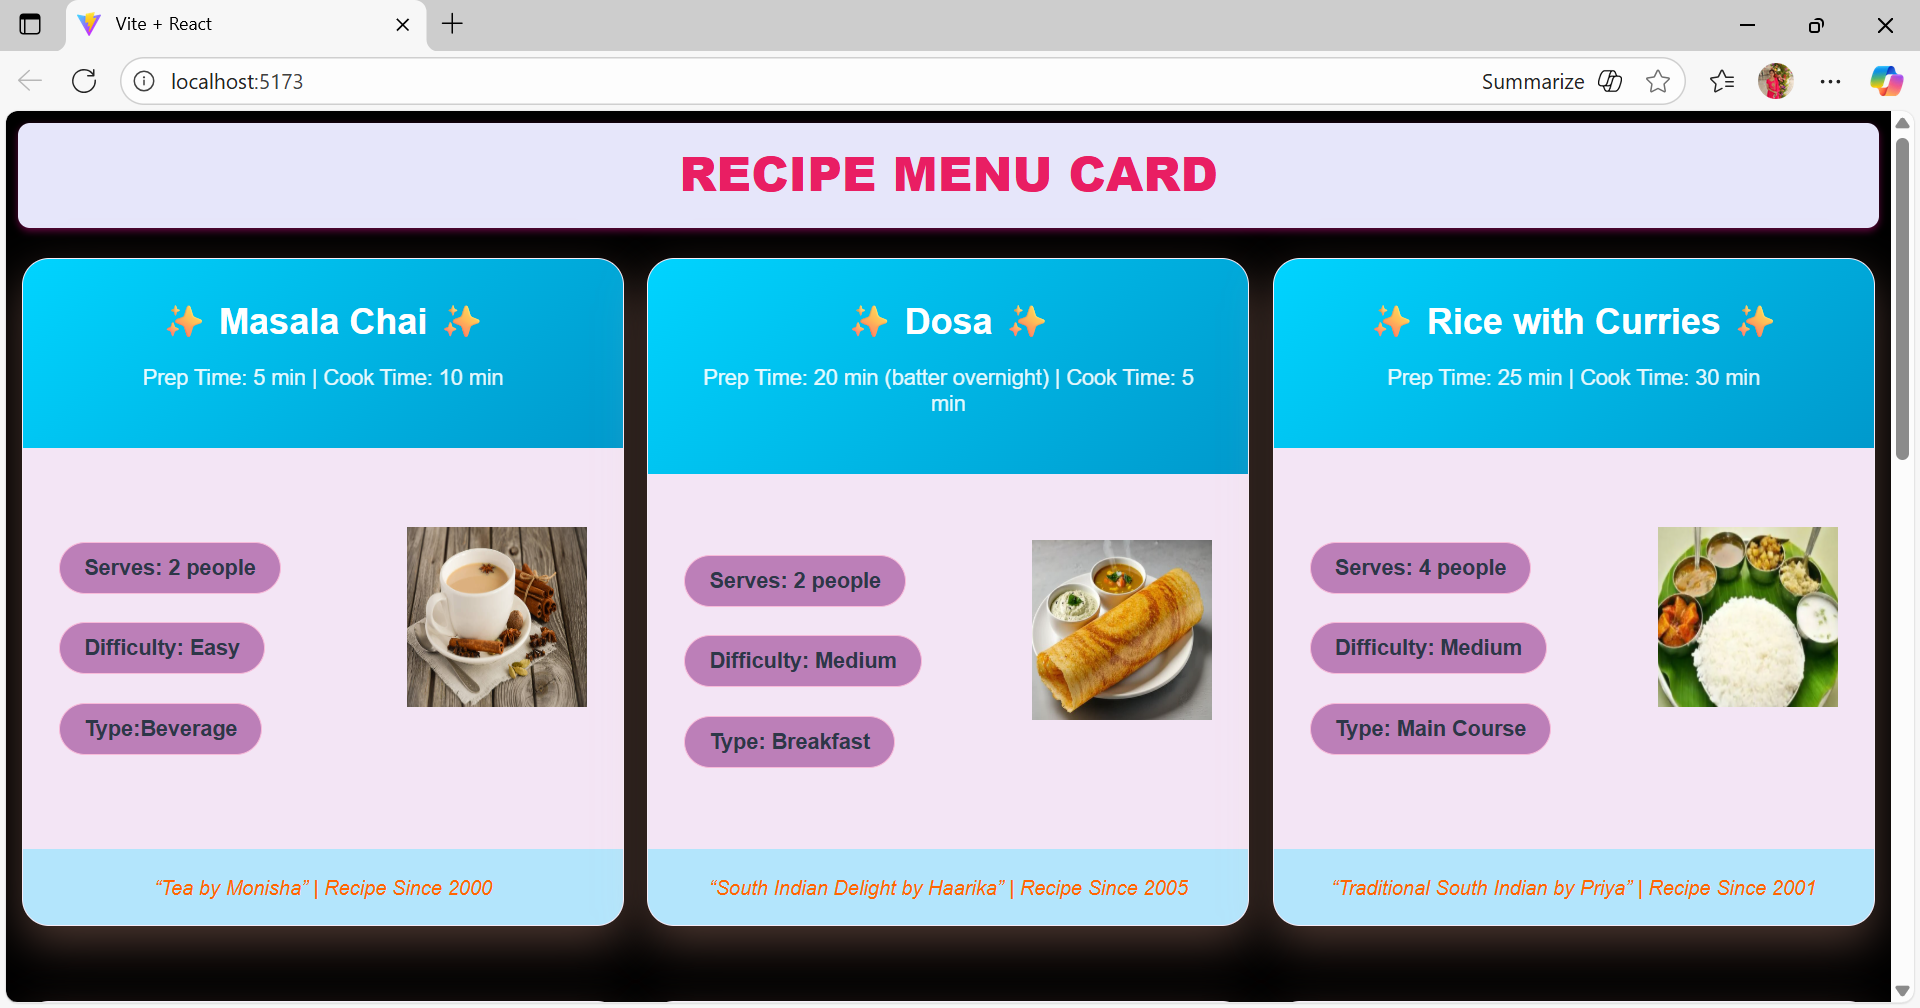 Vite + React
localhost:5173
Summarize
RECIPE MENU CARD
✨ Masala Chai ✨
Prep Time: 5 min | Cook Time: 10 min
Serves: 2 people
Difficulty: Easy
Type:Beverage
“Tea by Monisha” | Recipe Since 2000
✨ Dosa ✨
Prep Time: 20 min (batter overnight) | Cook Time: 5
min
Serves: 2 people
Difficulty: Medium
Type: Breakfast
“South Indian Delight by Haarika” | Recipe Since 2005
✨ Rice with Curries ✨
Prep Time: 25 min | Cook Time: 30 min
Serves: 4 people
Difficulty: Medium
Type: Main Course
“Traditional South Indian by Priya” | Recipe Since 2001